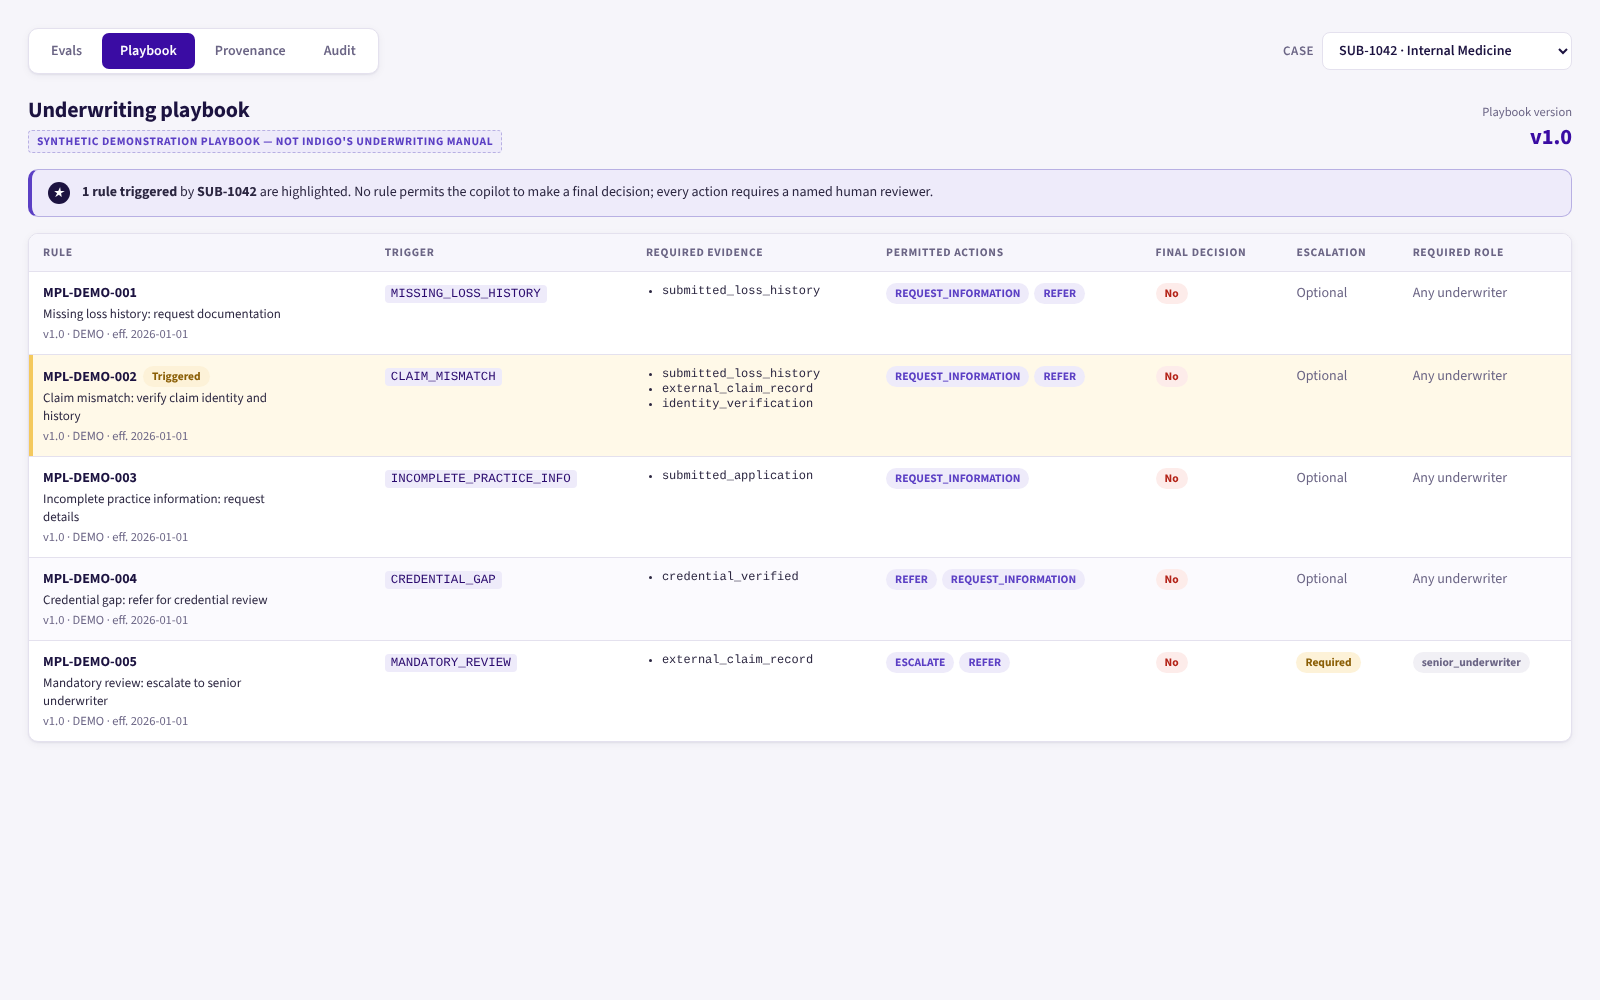 Evals Playbook Provenance Audit CASE SUB-1042 · Internal Medicine
Underwriting playbook
SYNTHETIC DEMONSTRATION PLAYBOOK — NOT INDIGO'S UNDERWRITING MANUAL
Playbook version
v1.0
1 rule triggered by SUB-1042 are highlighted. No rule permits the copilot to make a final decision; every action requires a named human reviewer.
RULE TRIGGER REQUIRED EVIDENCE PERMITTED ACTIONS FINAL DECISION ESCALATION REQUIRED ROLE
MPL-DEMO-001 MISSING_LOSS_HISTORY submitted_loss_history REQUEST_INFORMATION REFER No Optional Any underwriter
Missing loss history: request documentation
v1.0 · DEMO · eff. 2026-01-01
MPL-DEMO-002 Triggered CLAIM_MISMATCH submitted_loss_history REQUEST_INFORMATION REFER No Optional Any underwriter
external_claim_record
Claim mismatch: verify claim identity and identity_verification
history
v1.0 · DEMO · eff. 2026-01-01
MPL-DEMO-003 INCOMPLETE_PRACTICE_INFO submitted_application REQUEST_INFORMATION No Optional Any underwriter
Incomplete practice information: request
details
v1.0 · DEMO · eff. 2026-01-01
MPL-DEMO-004 CREDENTIAL_GAP credential_verified REFER REQUEST_INFORMATION No Optional Any underwriter
Credential gap: refer for credential review
v1.0 · DEMO · eff. 2026-01-01
MPL-DEMO-005 MANDATORY_REVIEW external_claim_record ESCALATE REFER No Required senior_underwriter
Mandatory review: escalate to senior
underwriter
v1.0 · DEMO · eff. 2026-01-01